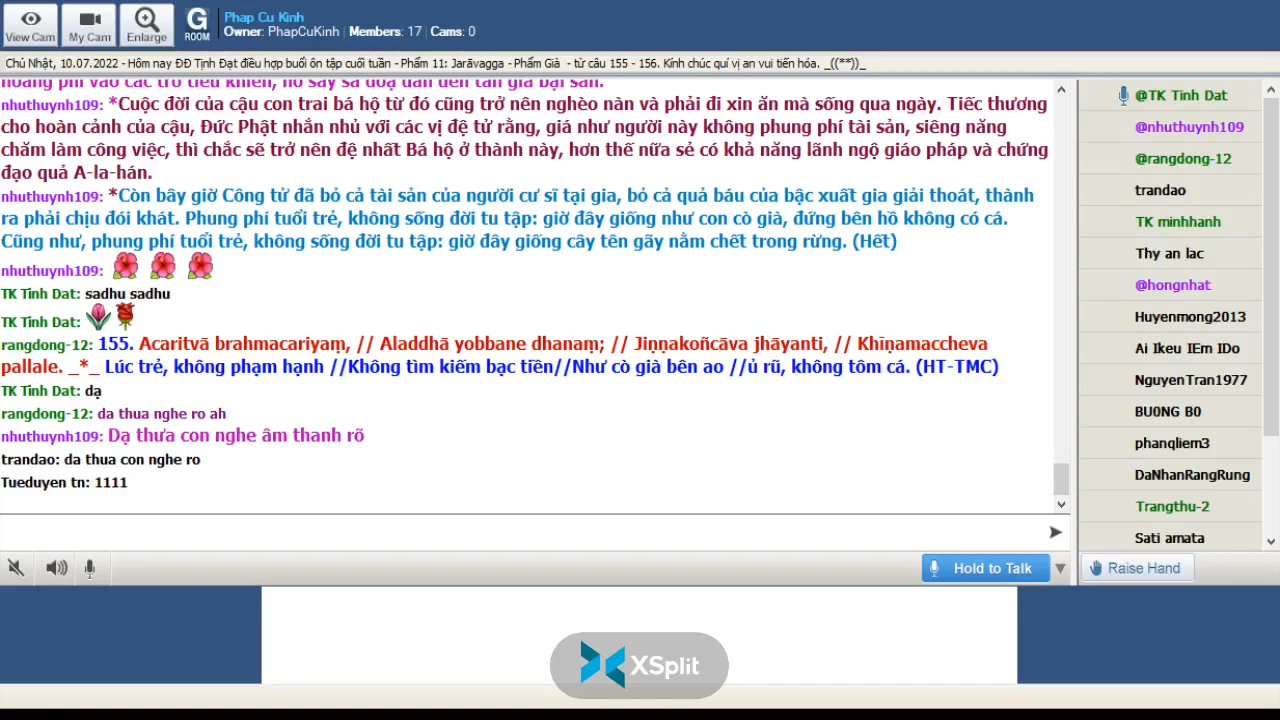 View Cam
My Cam
Enlarge
G
ROOM
Phap Cu Kinh
Owner: PhapCuKinh | Members: 17 | Cams: 0
Chủ Nhật, 10.07.2022 - Hôm nay ĐĐ Tịnh Đạt điều hợp buổi ôn tập cuối tuần - Phẩm 11: Jarāvagga - Phẩm Già - từ câu 155 - 156. Kính chúc quí vị an vui tiến hóa. _((**))_
nhuthuynh109: *Cuộc đời của cậu con trai bá hộ từ đó cũng trở nên nghèo nàn và phải đi xin ăn mà sống qua ngày. Tiếc thương
cho hoàn cảnh của cậu, Đức Phật nhắn nhủ với các vị đệ tử rằng, giá như người này không phung phí tài sản, siêng năng
chăm làm công việc, thì chắc sẽ trở nên đệ nhất Bá hộ ở thành này, hơn thế nữa sẻ có khả năng lãnh ngộ giáo pháp và chứng
đạo quả A-la-hán.
nhuthuynh109: *Còn bây giờ Công tử đã bỏ cả tài sản của người cư sĩ tại gia, bỏ cả quả báu của bậc xuất gia giải thoát, thành
ra phải chịu đói khát. Phung phí tuổi trẻ, không sống đời tu tập: giờ đây giống như con cò già, đứng bên hồ không có cá.
Cũng như, phung phí tuổi trẻ, không sống đời tu tập: giờ đây giống cây tên gãy nằm chết trong rừng. (Hết)
nhuthuynh109:
TK Tinh Dat: sadhu sadhu
TK Tinh Dat:
rangdong-12: 155. Acaritvā brahmacariyaṃ, // Aladdhā yobbane dhanaṃ; // Jiṇṇakoñcāva jhāyanti, // Khīṇamaccheva
pallale. _*_ Lúc trẻ, không phạm hạnh //Không tìm kiếm bạc tiền//Như cò già bên ao //ủ rũ, không tôm cá. (HT-TMC)
TK Tinh Dat: dạ
rangdong-12: da thua nghe ro ah
nhuthuynh109: Dạ thưa con nghe âm thanh rõ
trandao: da thua con nghe ro
Tueduyen tn: 1111
Hold to Talk
@TK Tinh Dat
@nhuthuynh109
@rangdong-12
trandao
TK minhhanh
Thy an lac
@hongnhat
Huyenmong2013
Ai Ikeu IEm IDo
NguyenTran1977
BU0NG B0
phanqliem3
DaNhanRangRung
Trangthu-2
Sati amata
Raise Hand
XSplit